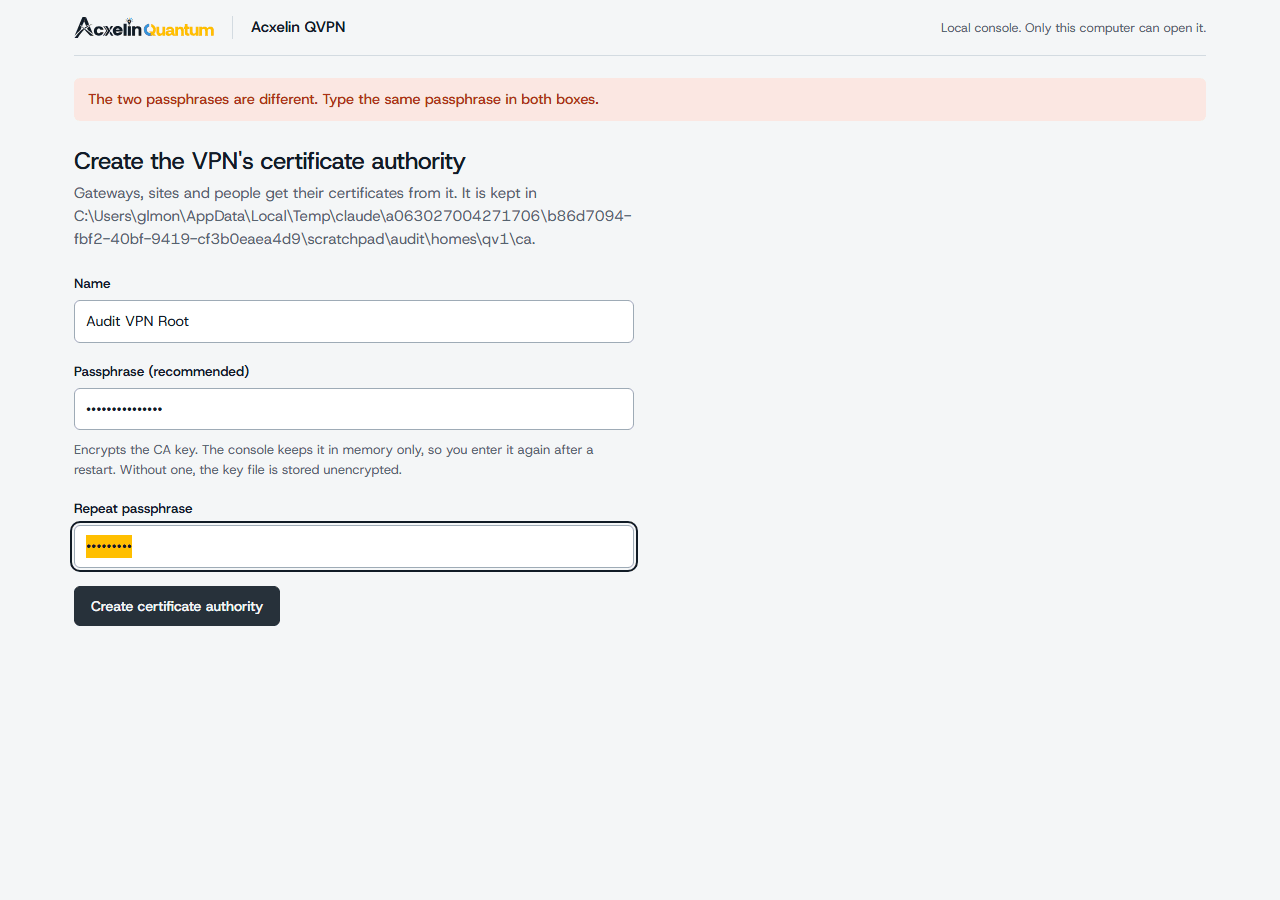 Acxelin Quantum
Acxelin QVPN
Local console. Only this computer can open it.
The two passphrases are different. Type the same passphrase in both boxes.
Create the VPN's certificate authority
Gateways, sites and people get their certificates from it. It is kept in
C:\Users\glmon\AppData\Local\Temp\claude\a063027004271706\b86d7094-
fbf2-40bf-9419-cf3b0eaea4d9\scratchpad\audit\homes\qv1\ca.
Name
Audit VPN Root
Passphrase (recommended)
•••••••••••••••
Encrypts the CA key. The console keeps it in memory only, so you enter it again after a
restart. Without one, the key file is stored unencrypted.
Repeat passphrase
•••••••••
Create certificate authority